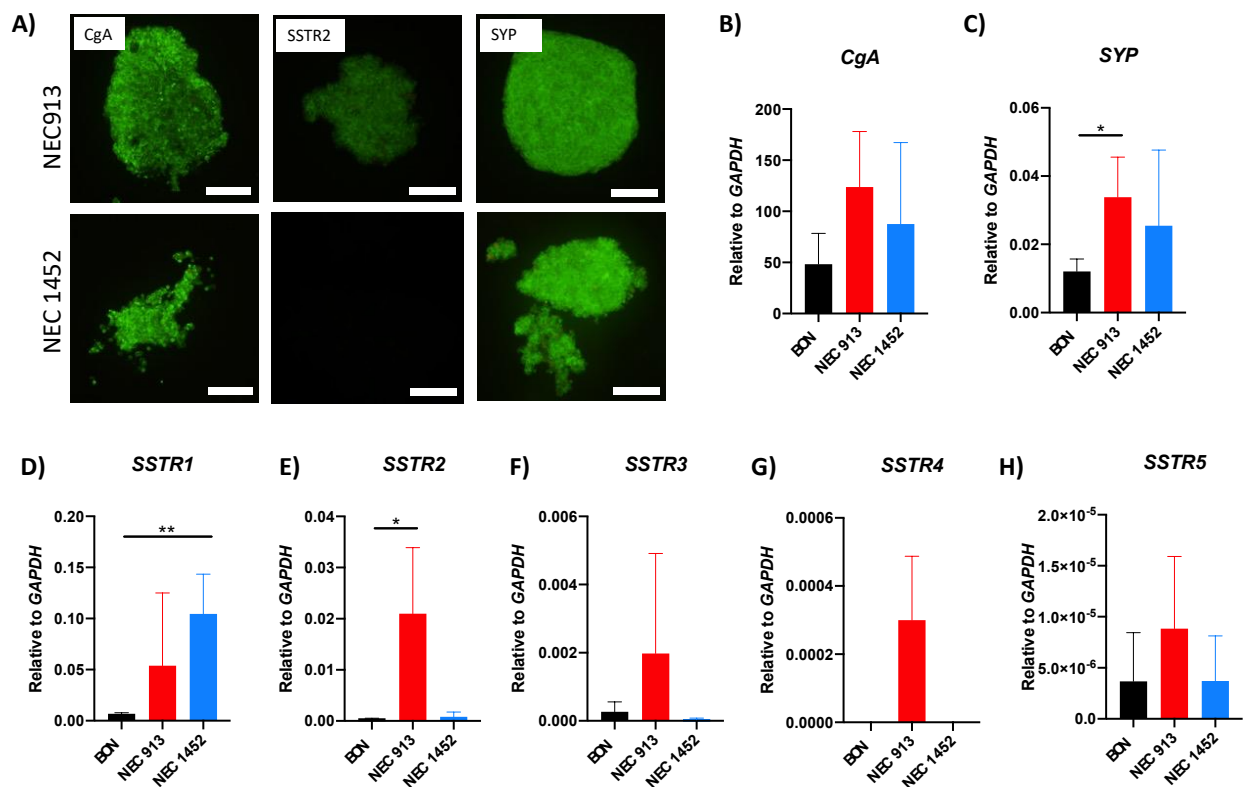 A)
CgA
SSTR2
SYP
NEC913
NEC 1452
B)
CgA
Relative to GAPDH
200
150
100
50
0
BON
NEC 913
NEC 1452
C)
SYP
Relative to GAPDH
0.06
0.04
0.02
0.00
*
BON
NEC 913
NEC 1452
D)
SSTR1
Relative to GAPDH
0.20
0.15
0.10
0.05
0.00
**
BON
NEC 913
NEC 1452
E)
SSTR2
Relative to GAPDH
0.04
0.03
0.02
0.01
0.00
*
BON
NEC 913
NEC 1452
F)
SSTR3
Relative to GAPDH
0.006
0.004
0.002
0.000
BON
NEC 913
NEC 1452
G)
SSTR4
Relative to GAPDH
0.0006
0.0004
0.0002
0.0000
BON
NEC 913
NEC 1452
H)
SSTR5
Relative to GAPDH
2.0×10-5
1.5×10-5
1.0×10-5
5.0×10-6
0.0
BON
NEC 913
NEC 1452